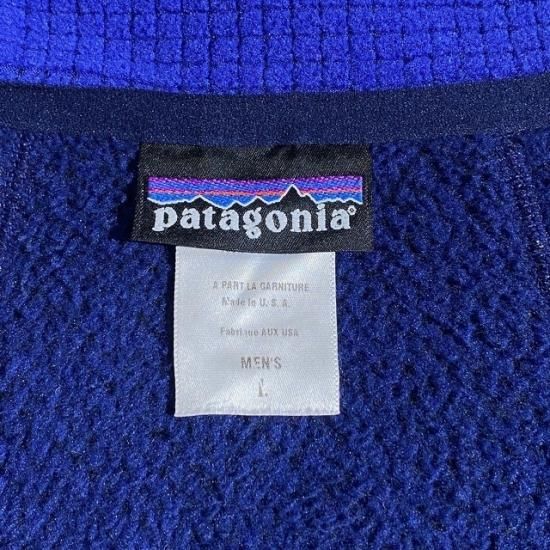 patagonia®
A PART LA GARNITURE
Made in U.S.A.
Fabrique AUX USA
MEN'S
L